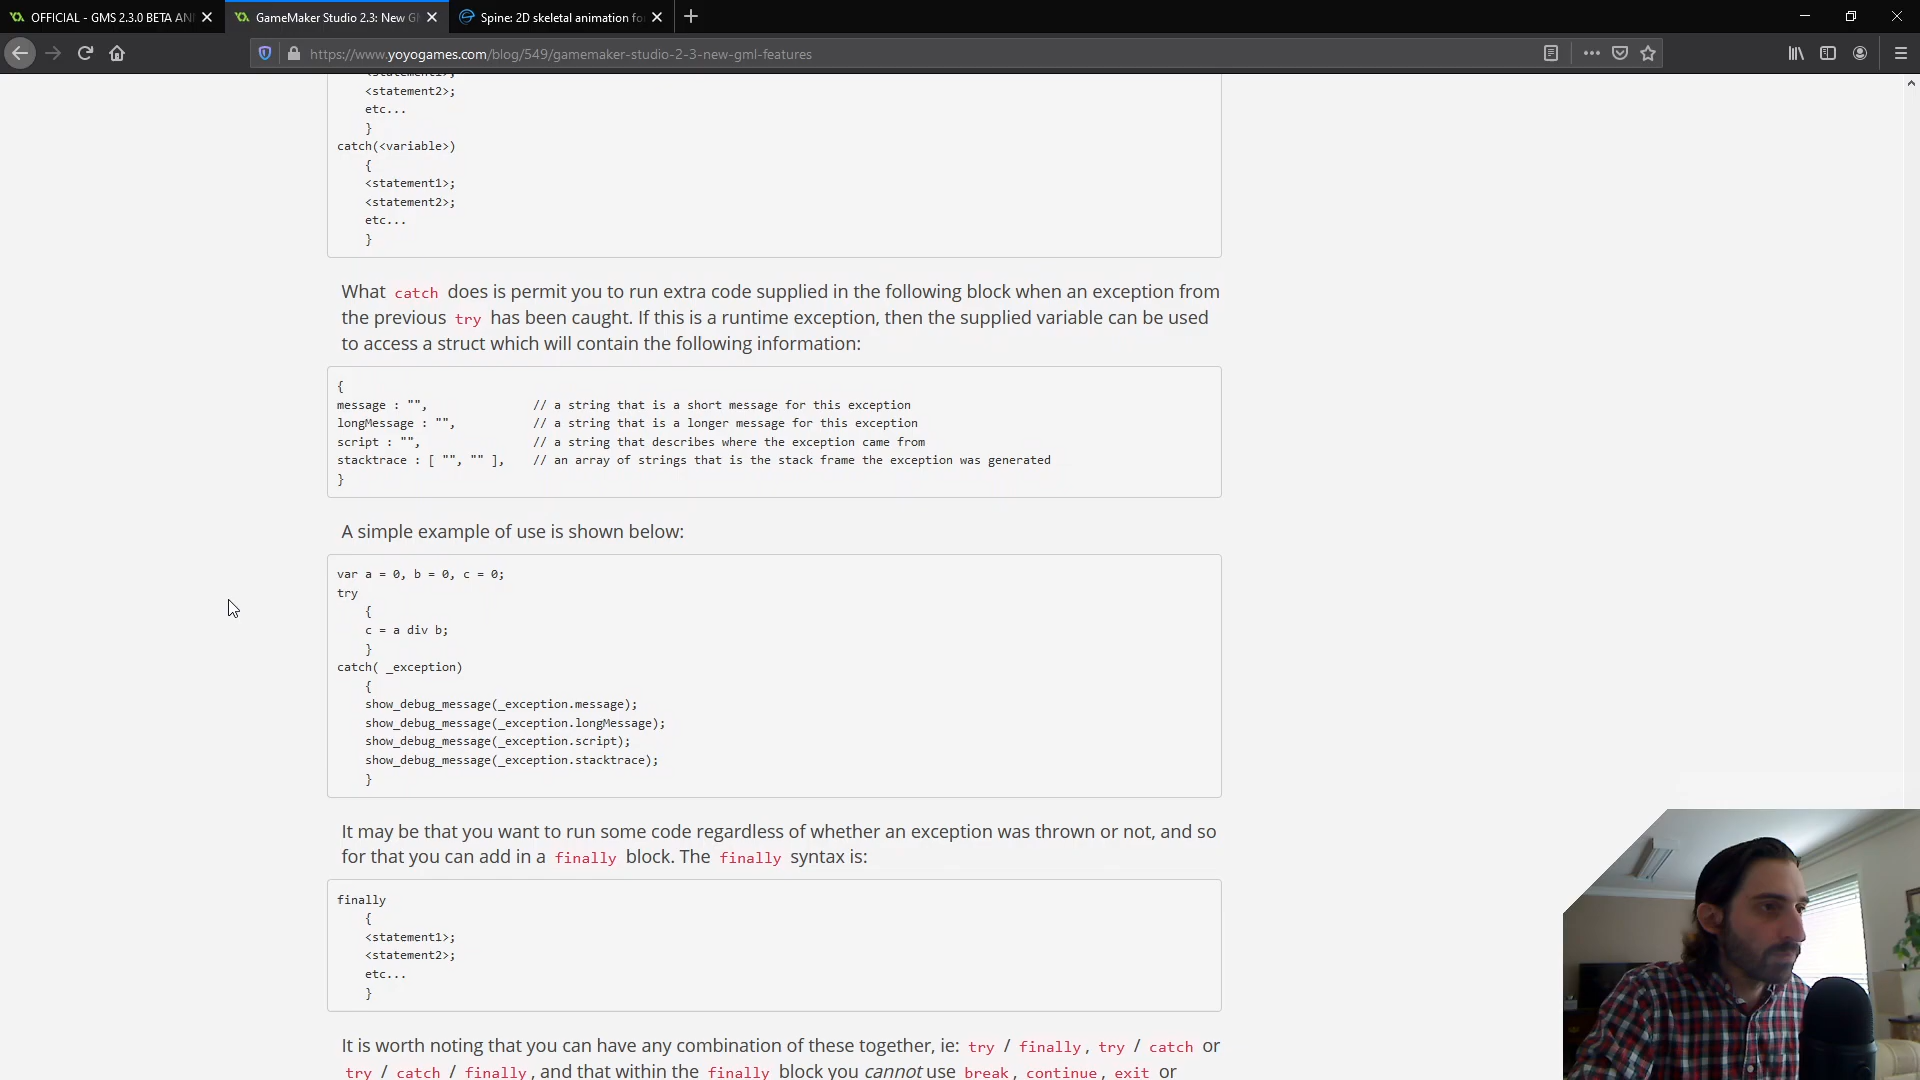 OFFICIAL - GMS 2.3.0 BETA AN
GameMaker Studio 2.3: New G
Spine: 2D skeletal animation fo
https://www.yoyogames.com/blog/549/gamemaker-studio-2-3-new-gml-features
<statement1>;
<statement2>;
etc...
}
catch(<variable>)
{
<statement1>;
<statement2>;
etc...
}
What catch does is permit you to run extra code supplied in the following block when an exception from
the previous try has been caught. If this is a runtime exception, then the supplied variable can be used
to access a struct which will contain the following information:
{
message : "", // a string that is a short message for this exception
longMessage : "", // a string that is a longer message for this exception
script : "", // a string that describes where the exception came from
stacktrace : [ "", "" ], // an array of strings that is the stack frame the exception was generated
}
A simple example of use is shown below:
var a = 0, b = 0, c = 0;
try
{
c = a div b;
}
catch( _exception)
{
show_debug_message(_exception.message);
show_debug_message(_exception.longMessage);
show_debug_message(_exception.script);
show_debug_message(_exception.stacktrace);
}
It may be that you want to run some code regardless of whether an exception was thrown or not, and so
for that you can add in a finally block. The finally syntax is:
finally
{
<statement1>;
<statement2>;
etc...
}
It is worth noting that you can have any combination of these together, ie: try / finally, try / catch or
try / catch / finally, and that within the finally block you cannot use break, continue, exit or